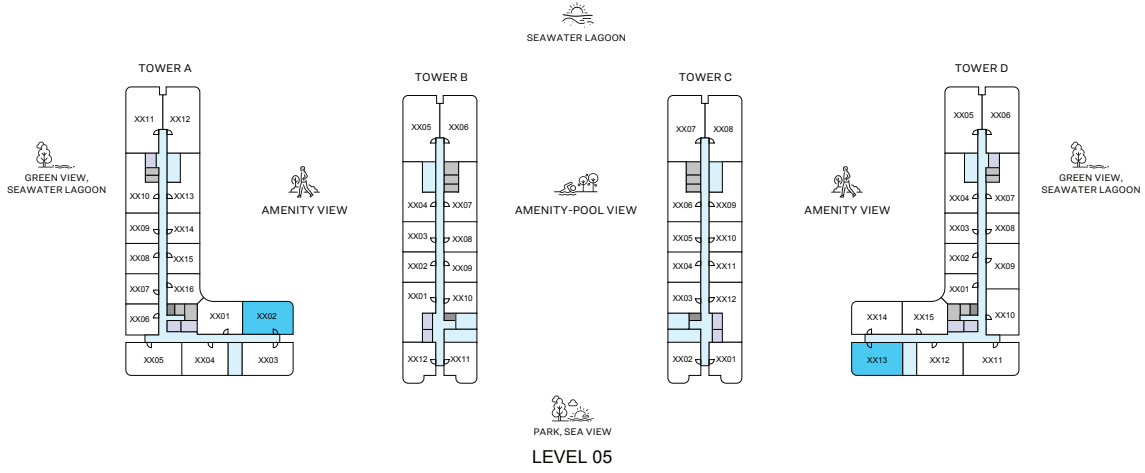 SEAWATER LAGOON
TOWER A
TOWER B
TOWER C
TOWER D
XX11
XX12
XX10
XX13
XX09
XX14
XX08
XX15
XX07
XX16
XX06
XX01
XX02
XX05
XX04
XX03
XX05
XX06
XX04
XX07
XX03
XX08
XX02
XX09
XX01
XX10
XX12
XX11
XX07
XX08
XX06
XX09
XX05
XX10
XX04
XX11
XX03
XX12
XX02
XX01
XX05
XX06
XX04
XX07
XX03
XX08
XX02
XX09
XX01
XX10
XX14
XX15
XX13
XX12
XX11
GREEN VIEW,
SEAWATER LAGOON
AMENITY VIEW
AMENITY-POOL VIEW
AMENITY VIEW
GREEN VIEW,
SEAWATER LAGOON
PARK, SEA VIEW
LEVEL 05